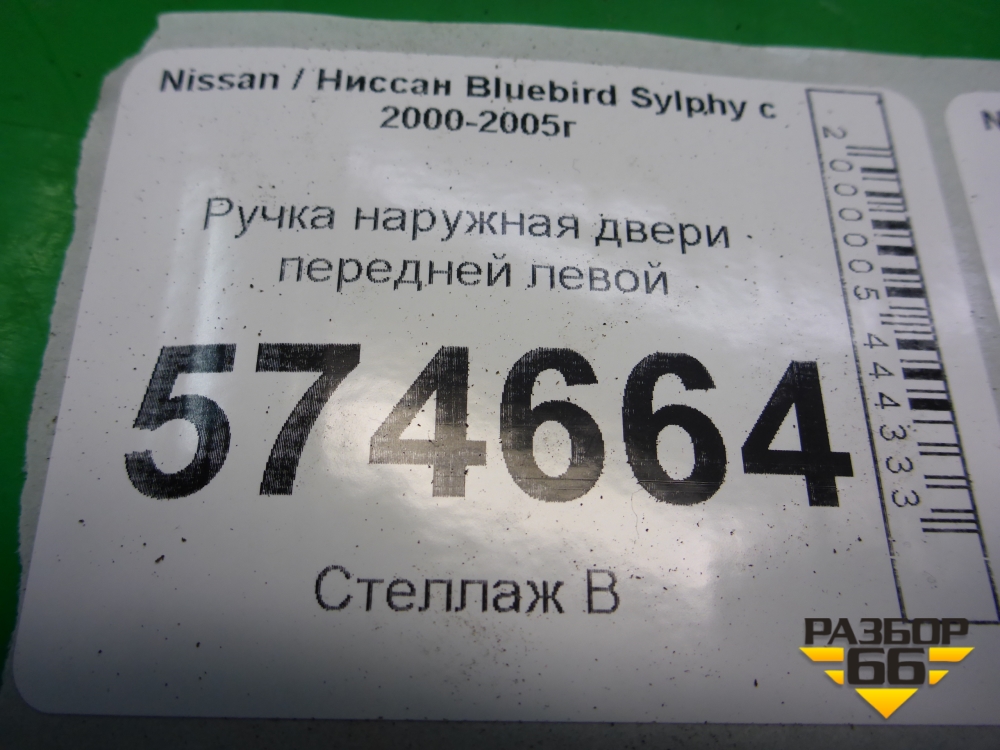 Nissan / Ниссан Bluebird Sylphy с
2000-2005г
Ручка наружная двери
передней левой
574664
Стеллаж В
2000005444333
N
РАЗБОР
66